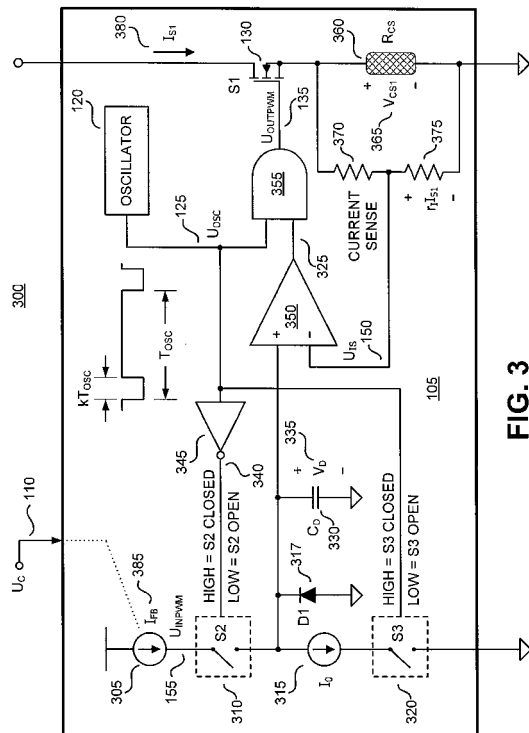 300
U_C
110
385
I_FB
305
U_INPWM
155
S2
310
345
340
HIGH = S2 CLOSED
LOW = S2 OPEN
kT_OSC
T_OSC
OSCILLATOR
120
125
U_OSC
380
I_S1
S1
130
U_OUTPWM
135
355
325
350
+
-
U_IS
150
CURRENT
SENSE
370
375
360
R_CS
+
V_CS1
-
365
+
r_1I_S1
-
D1
317
C_D
330
335
+
V_D
-
315
I_0
S3
320
HIGH = S3 CLOSED
LOW = S3 OPEN
105
FIG. 3